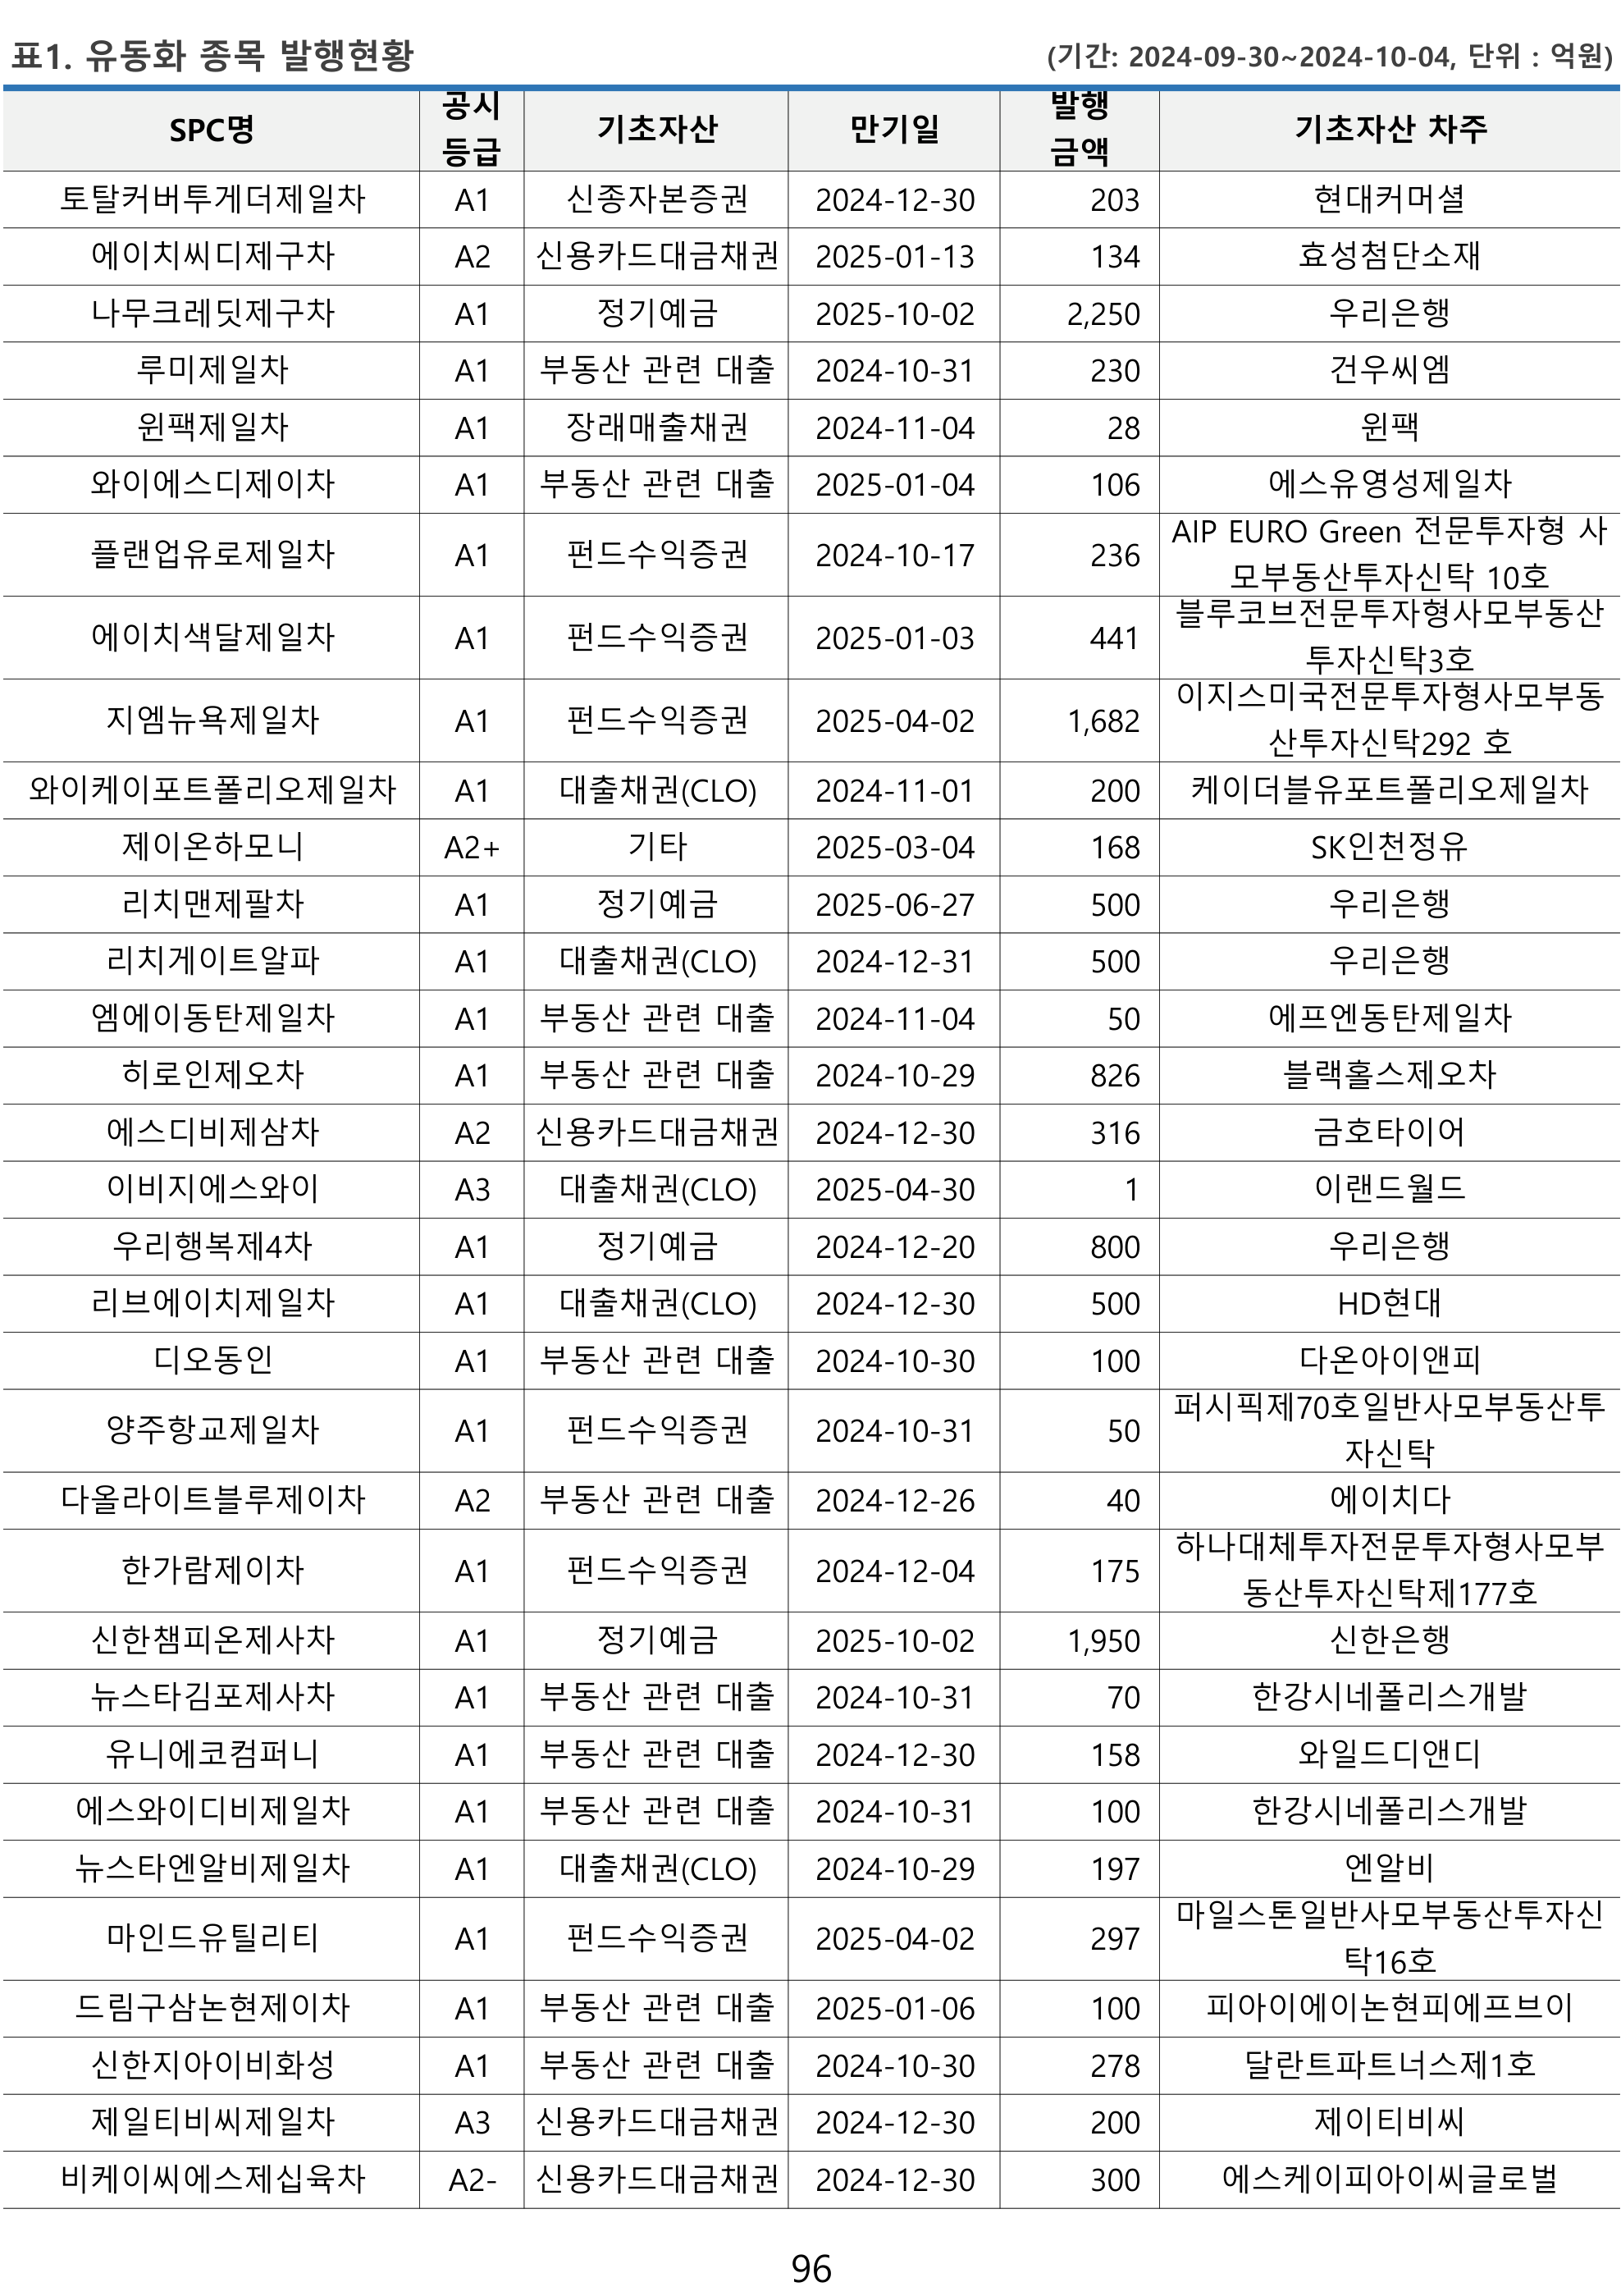 표1. 유동화 종목 발행현황 (기간: 2024-09-30~2024-10-04, 단위 : 억원)
SPC명 공시 등급 기초자산 만기일 발행 금액 기초자산 차주
토탈커버투게더제일차 A1 신종자본증권 2024-12-30 203 현대커머셜
에이치씨디제구차 A2 신용카드대금채권 2025-01-13 134 효성첨단소재
나무크레딧제구차 A1 정기예금 2025-10-02 2,250 우리은행
루미제일차 A1 부동산 관련 대출 2024-10-31 230 건우씨엠
윈팩제일차 A1 장래매출채권 2024-11-04 28 윈팩
와이에스디제이차 A1 부동산 관련 대출 2025-01-04 106 에스유영성제일차
플랜업유로제일차 A1 펀드수익증권 2024-10-17 236 AIP EURO Green 전문투자형 사
모부동산투자신탁 10호
에이치색달제일차 A1 펀드수익증권 2025-01-03 441 블루코브전문투자형사모부동산
투자신탁3호
지엠뉴욕제일차 A1 펀드수익증권 2025-04-02 1,682 이지스미국전문투자형사모부동
산투자신탁292 호
와이케이포트폴리오제일차 A1 대출채권(CLO) 2024-11-01 200 케이더블유포트폴리오제일차
제이온하모니 A2+ 기타 2025-03-04 168 SK인천정유
리치맨제팔차 A1 정기예금 2025-06-27 500 우리은행
리치게이트알파 A1 대출채권(CLO) 2024-12-31 500 우리은행
엠에이동탄제일차 A1 부동산 관련 대출 2024-11-04 50 에프엔동탄제일차
히로인제오차 A1 부동산 관련 대출 2024-10-29 826 블랙홀스제오차
에스디비제삼차 A2 신용카드대금채권 2024-12-30 316 금호타이어
이비지에스와이 A3 대출채권(CLO) 2025-04-30 1 이랜드월드
우리행복제4차 A1 정기예금 2024-12-20 800 우리은행
리브에이치제일차 A1 대출채권(CLO) 2024-12-30 500 HD현대
디오동인 A1 부동산 관련 대출 2024-10-30 100 다온아이앤피
양주항교제일차 A1 펀드수익증권 2024-10-31 50 퍼시픽제70호일반사모부동산투
자신탁
다올라이트블루제이차 A2 부동산 관련 대출 2024-12-26 40 에이치다
한가람제이차 A1 펀드수익증권 2024-12-04 175 하나대체투자전문투자형사모부
동산투자신탁제177호
신한챔피온제사차 A1 정기예금 2025-10-02 1,950 신한은행
뉴스타김포제사차 A1 부동산 관련 대출 2024-10-31 70 한강시네폴리스개발
유니에코컴퍼니 A1 부동산 관련 대출 2024-12-30 158 와일드디앤디
에스와이디비제일차 A1 부동산 관련 대출 2024-10-31 100 한강시네폴리스개발
뉴스타엔알비제일차 A1 대출채권(CLO) 2024-10-29 197 엔알비
마인드유틸리티 A1 펀드수익증권 2025-04-02 297 마일스톤일반사모부동산투자신
탁16호
드림구삼논현제이차 A1 부동산 관련 대출 2025-01-06 100 피아이에이논현피에프브이
신한지아이비화성 A1 부동산 관련 대출 2024-10-30 278 달란트파트너스제1호
제일티비씨제일차 A3 신용카드대금채권 2024-12-30 200 제이티비씨
비케이씨에스제십육차 A2- 신용카드대금채권 2024-12-30 300 에스케이피아이씨글로벌
96